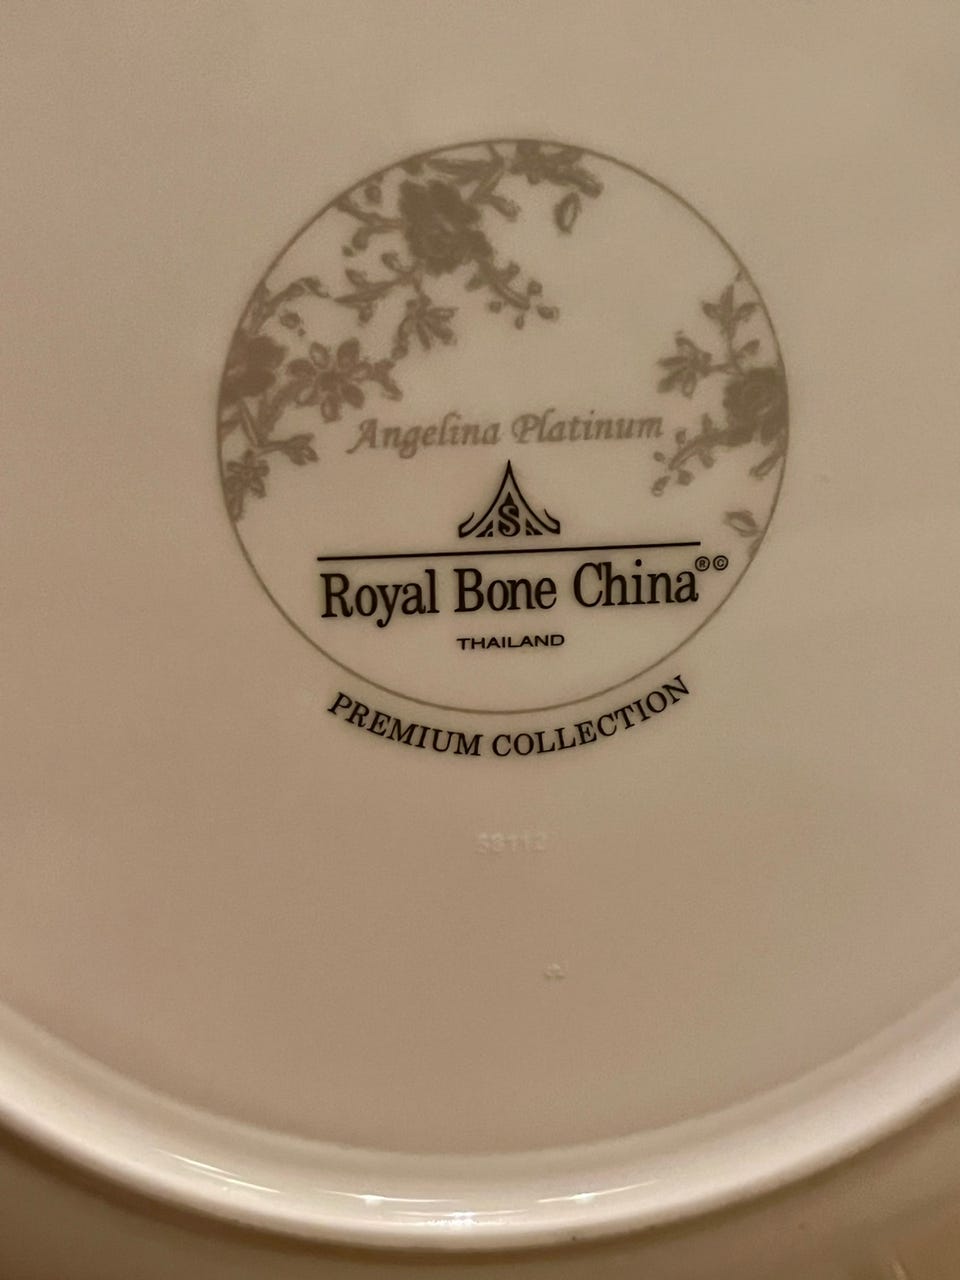 Angelina Platinum
S
Royal Bone China®©
THAILAND
PREMIUM COLLECTION